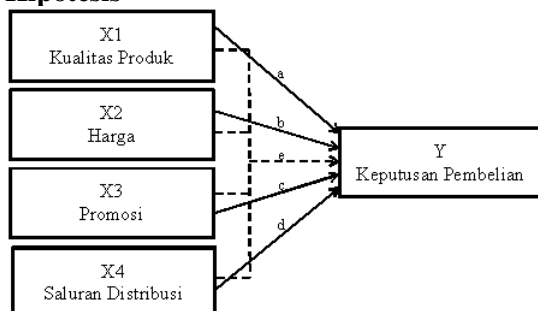 Hipotesis
X1
Kualitas Produk
X2
Harga
X3
Promosi
X4
Saluran Distribusi
a
b
e
c
d
Y
Keputusan Pembelian